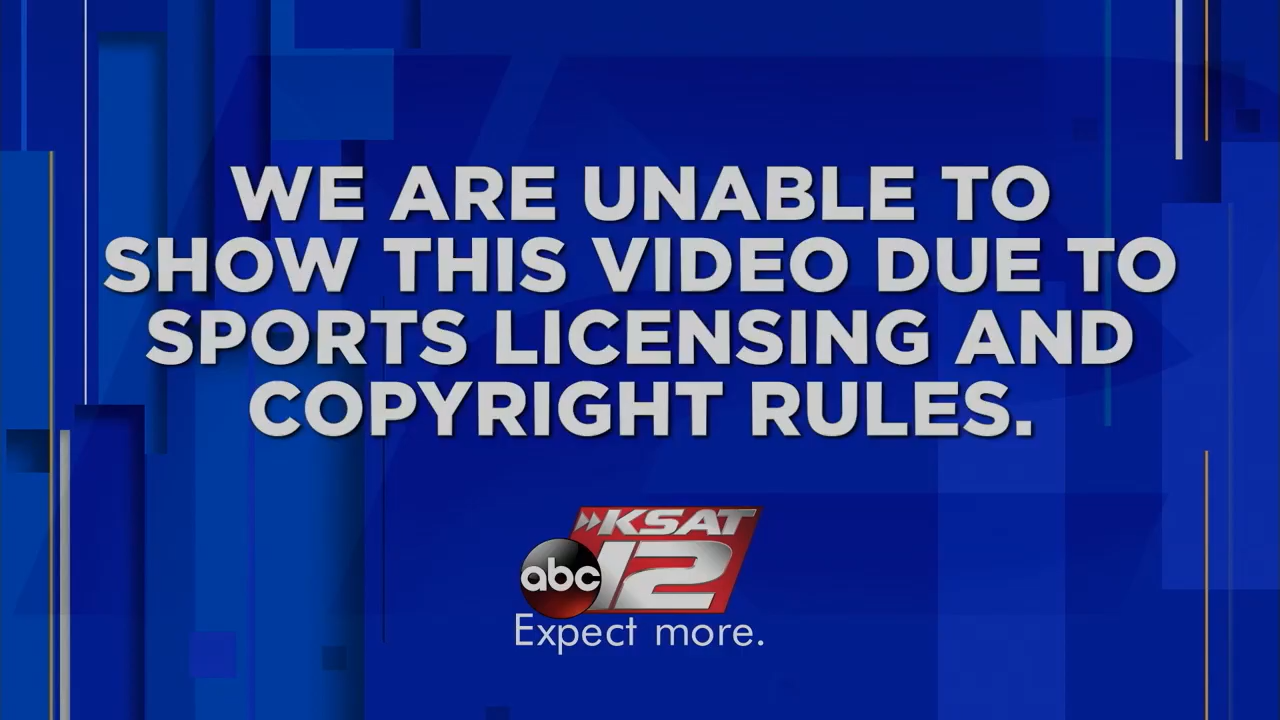 WE ARE UNABLE TO
SHOW THIS VIDEO DUE TO
SPORTS LICENSING AND
COPYRIGHT RULES.
KSAT
abc 12
Expect more.